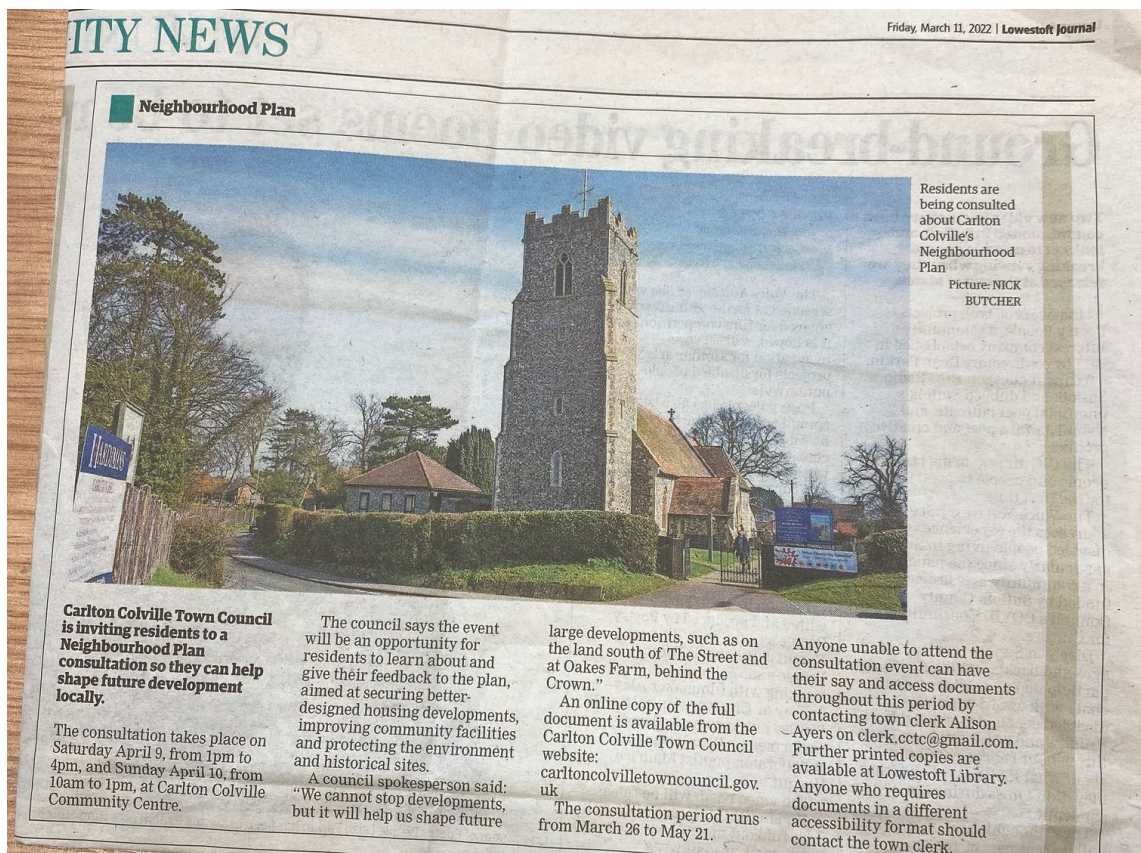 ITY NEWS
Friday, March 11, 2022 | Lowestoft Journal
Neighbourhood Plan
Residents are
being consulted
about Carlton
Colville's
Neighbourhood
Plan
Picture: NICK
BUTCHER
HARDIMANS
Carlton Colville Town Council
is inviting residents to a
Neighbourhood Plan
consultation so they can help
shape future development
locally.
The consultation takes place on
Saturday April 9, from 1pm to
4pm, and Sunday April 10, from
10am to 1pm, at Carlton Colville
Community Centre.
The council says the event
will be an opportunity for
residents to learn about and
give their feedback to the plan,
aimed at securing better-
designed housing developments,
improving community facilities
and protecting the environment
and historical sites.
A council spokesperson said:
"We cannot stop developments,
but it will help us shape future
large developments, such as on
the land south of The Street and
at Oakes Farm, behind the
Crown."
An online copy of the full
document is available from the
Carlton Colville Town Council
website:
carltoncolvilletowncouncil.gov.
uk
The consultation period runs
from March 26 to May 21.
Anyone unable to attend the
consultation event can have
their say and access documents
throughout this period by
contacting town clerk Alison
Ayers on clerk.cctc@gmail.com.
Further printed copies are
available at Lowestoft Library.
Anyone who requires
documents in a different
accessibility format should
contact the town clerk.